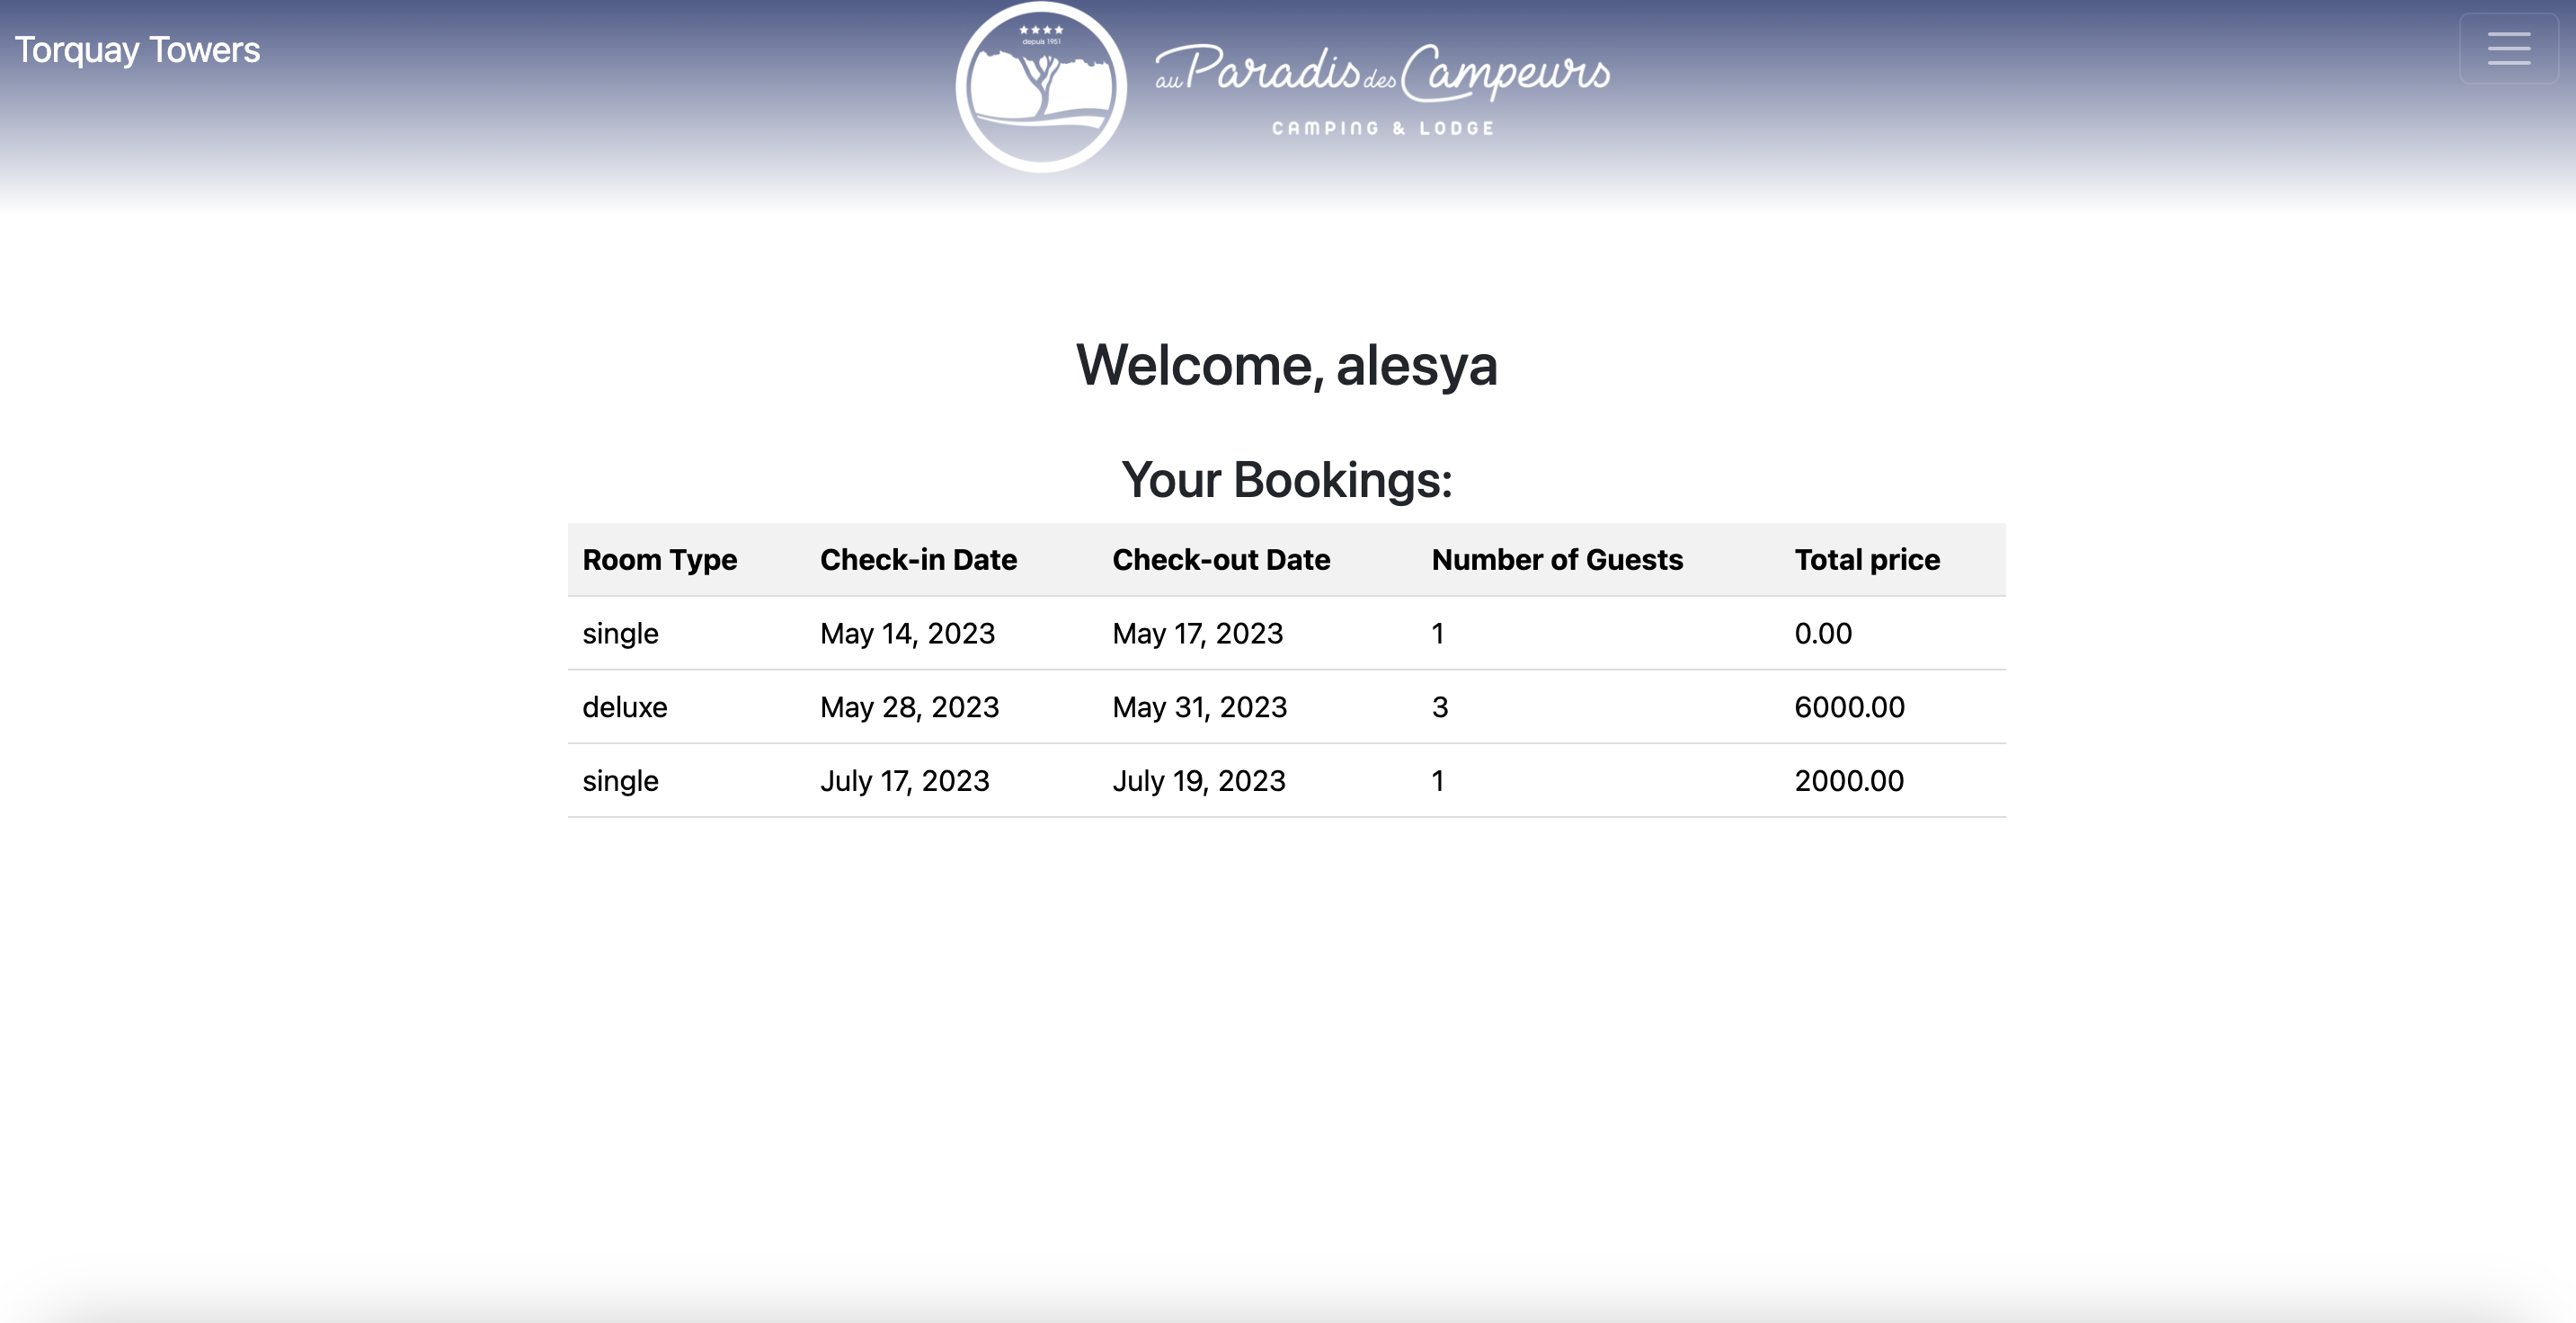 Torquay Towers
★★★★
depuis 1951
au Paradis des Campeurs
CAMPING & LODGE
Welcome, alesya
Your Bookings:
Room Type Check-in Date Check-out Date Number of Guests Total price
single May 14, 2023 May 17, 2023 1 0.00
deluxe May 28, 2023 May 31, 2023 3 6000.00
single July 17, 2023 July 19, 2023 1 2000.00